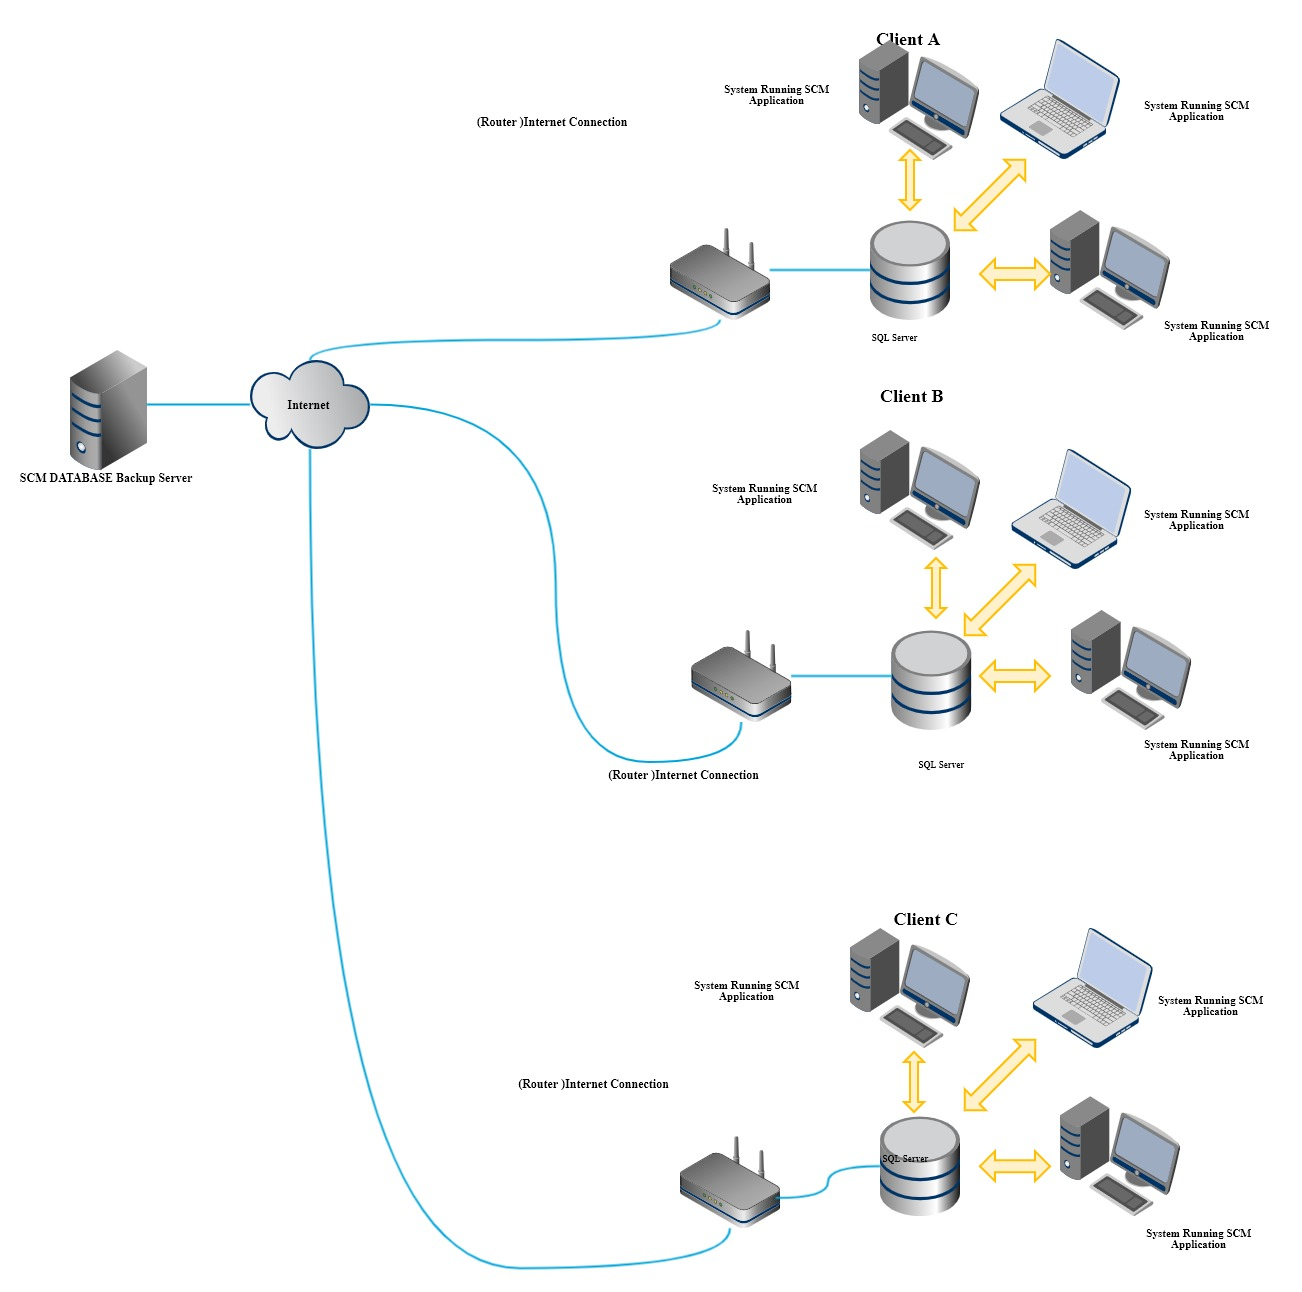 Client A
System Running SCM
Application
System Running SCM
Application
(Router )Internet Connection
System Running SCM
Application
SQL Server
Internet
SCM DATABASE Backup Server
Client B
System Running SCM
Application
System Running SCM
Application
System Running SCM
Application
SQL Server
(Router )Internet Connection
Client C
System Running SCM
Application
System Running SCM
Application
(Router )Internet Connection
SQL Server
System Running SCM
Application